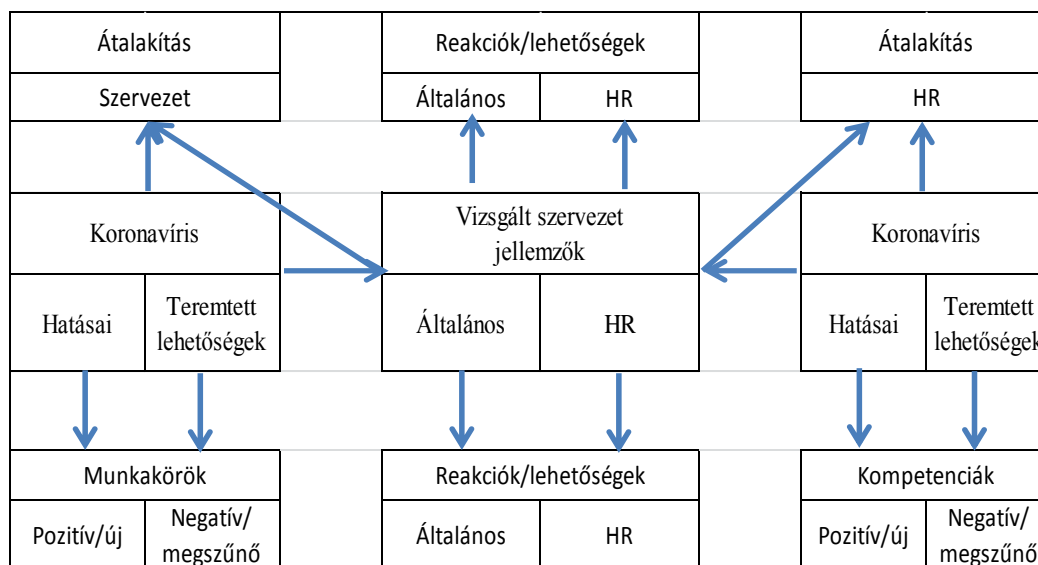 Átalakítás
Reakciók/lehetőségek
Átalakítás
Szervezet
Általános
HR
HR
Koronavíris
Vizsgált szervezet
jellemzők
Koronavíris
Hatásai
Teremtett
lehetőségek
Általános
HR
Hatásai
Teremtett
lehetőségek
Munkakörök
Reakciók/lehetőségek
Kompetenciák
Pozitív/új
Negatív/
megszűnő
Általános
HR
Pozitív/új
Negatív/
megszűnő